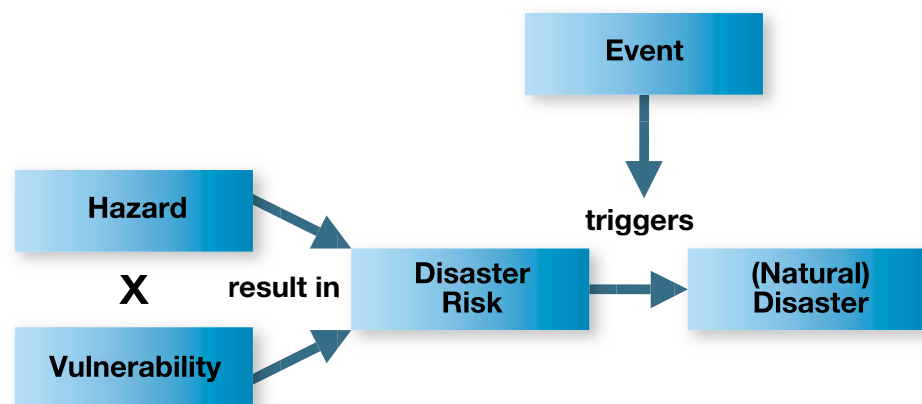 Event
triggers
Hazard
X
Vulnerability
result in
Disaster
Risk
(Natural)
Disaster